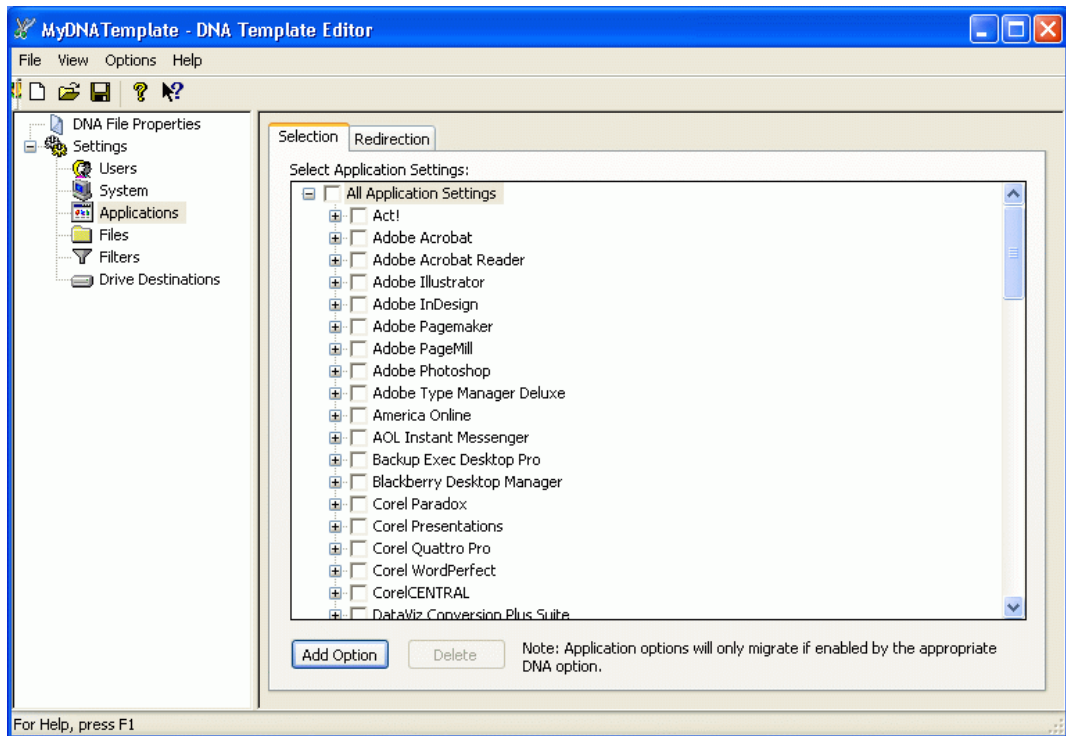 MyDNATemplate - DNA Template Editor
File View Options Help
DNA File Properties
Settings
Users
System
Applications
Files
Filters
Drive Destinations
Selection
Redirection
Select Application Settings:
All Application Settings
Act!
Adobe Acrobat
Adobe Acrobat Reader
Adobe Illustrator
Adobe InDesign
Adobe Pagemaker
Adobe PageMill
Adobe Photoshop
Adobe Type Manager Deluxe
America Online
AOL Instant Messenger
Backup Exec Desktop Pro
Blackberry Desktop Manager
Corel Paradox
Corel Presentations
Corel Quattro Pro
Corel WordPerfect
CorelCENTRAL
DataViz Conversion Plus Suite
Add Option
Delete
Note: Application options will only migrate if enabled by the appropriate
DNA option.
For Help, press F1